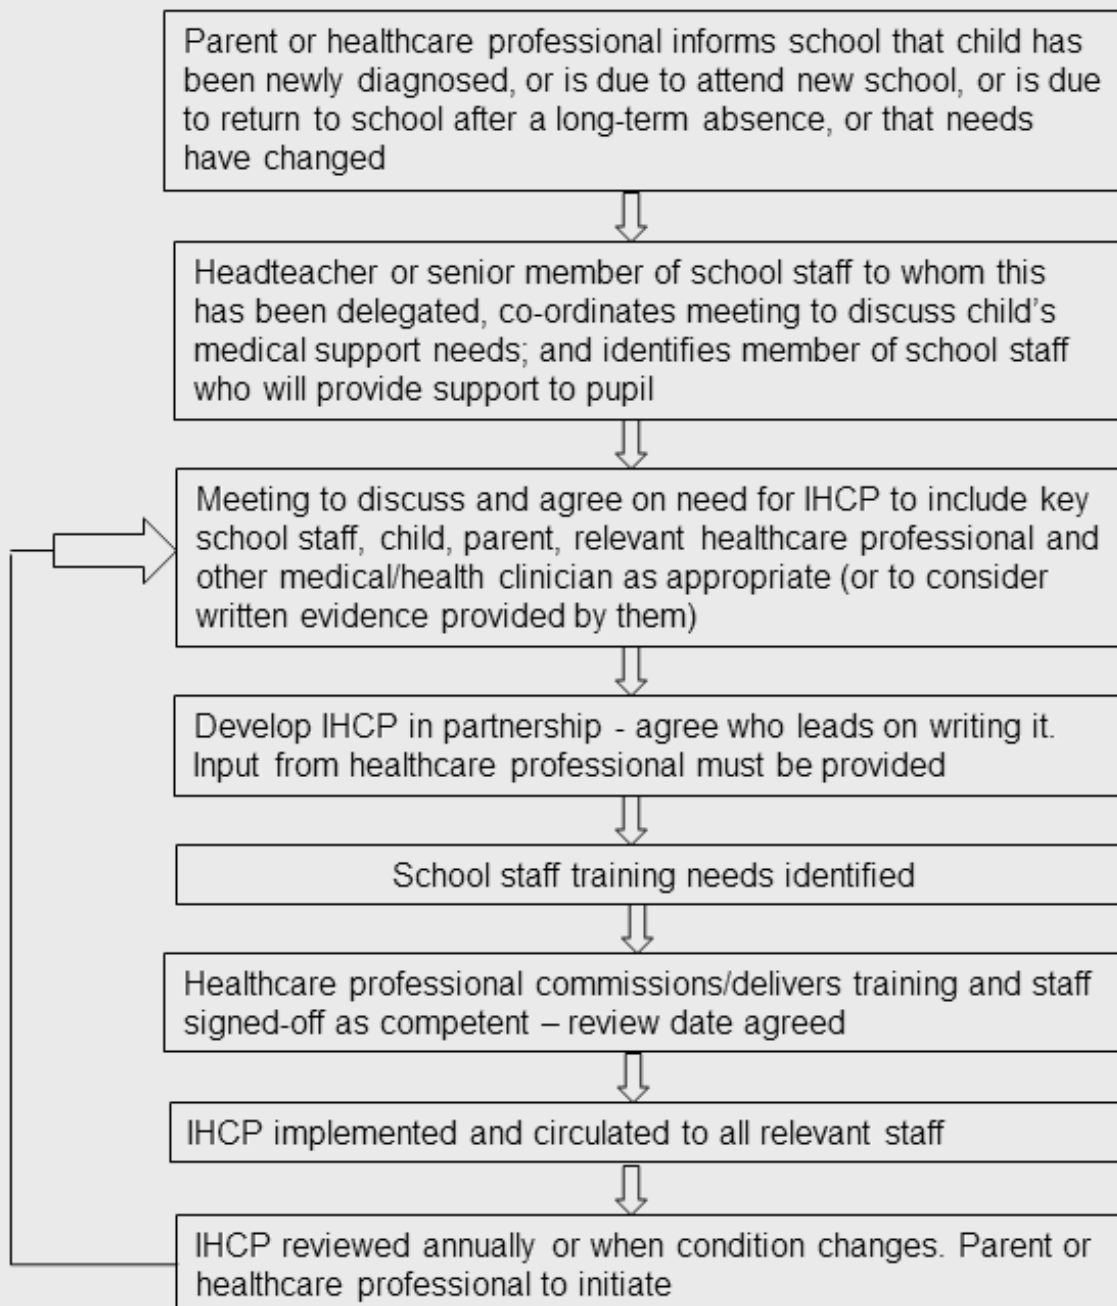 Parent or healthcare professional informs school that child has
been newly diagnosed, or is due to attend new school, or is due
to return to school after a long-term absence, or that needs
have changed
Headteacher or senior member of school staff to whom this
has been delegated, co-ordinates meeting to discuss child's
medical support needs; and identifies member of school staff
who will provide support to pupil
Meeting to discuss and agree on need for IHCP to include key
school staff, child, parent, relevant healthcare professional and
other medical/health clinician as appropriate (or to consider
written evidence provided by them)
Develop IHCP in partnership - agree who leads on writing it.
Input from healthcare professional must be provided
School staff training needs identified
Healthcare professional commissions/delivers training and staff
signed-off as competent – review date agreed
IHCP implemented and circulated to all relevant staff
IHCP reviewed annually or when condition changes. Parent or
healthcare professional to initiate